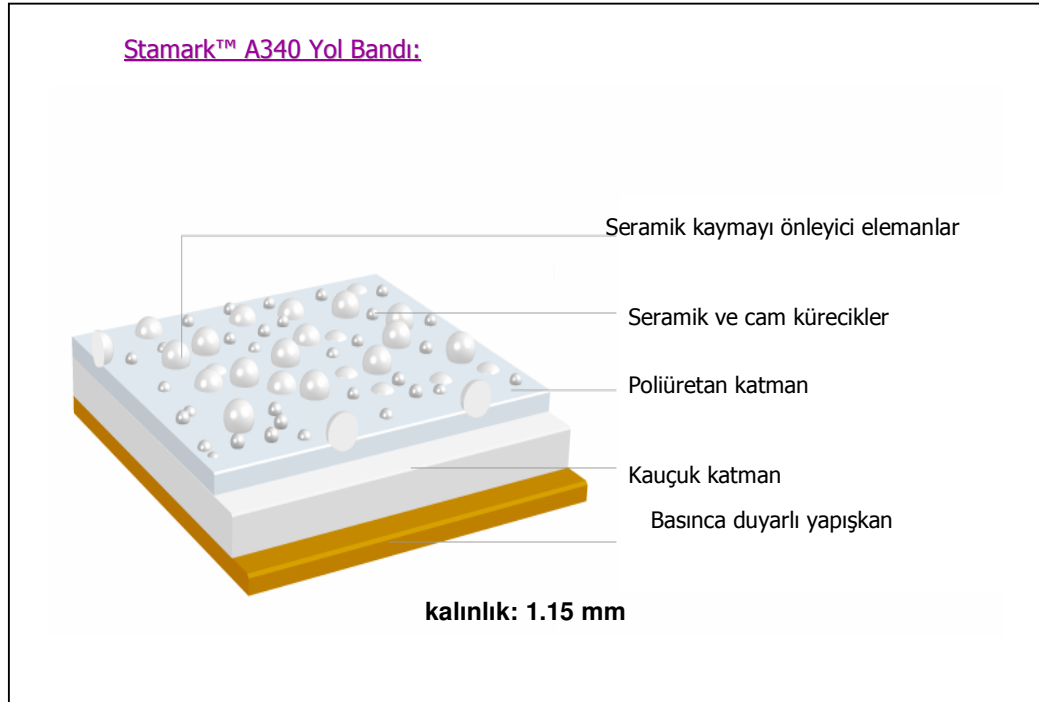 Stamark™ A340 Yol Bandı:
Seramik kaymayı önleyici elemanlar
Seramik ve cam kürecikler
Poliüretan katman
Kauçuk katman
Basınca duyarlı yapışkan
kalınlık: 1.15 mm